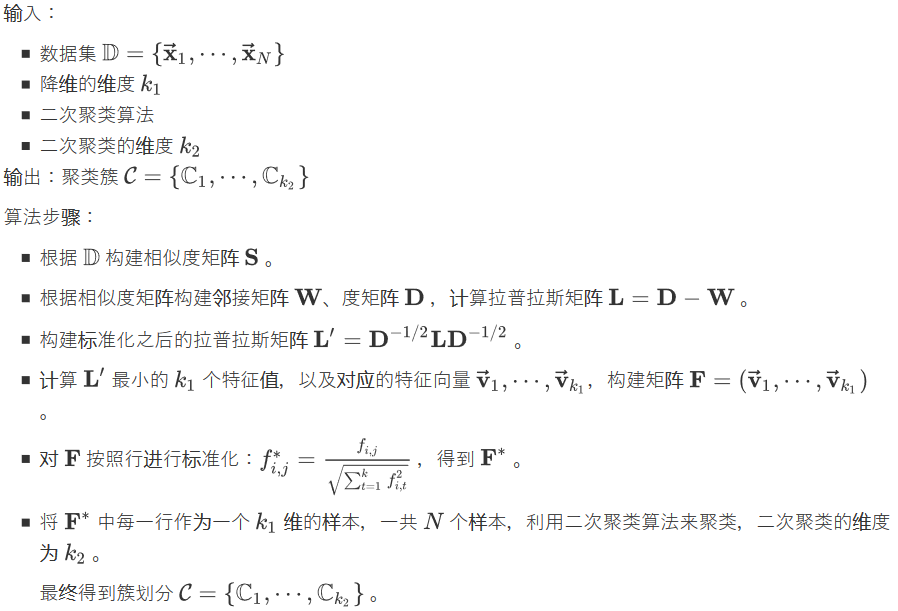 输入：
■ 数据集 𝔻 = {x⃗₁, ⋯, x⃗_N}
■ 降维的维度 k₁
■ 二次聚类算法
■ 二次聚类的维度 k₂
输出：聚类簇 𝒞 = {ℂ₁, ⋯, ℂ_{k₂}}
算法步骤：
■ 根据 𝔻 构建相似度矩阵 S 。
■ 根据相似度矩阵构建邻接矩阵 W、度矩阵 D ，计算拉普拉斯矩阵 L = D − W 。
■ 构建标准化之后的拉普拉斯矩阵 L′ = D^{−1/2}LD^{−1/2} 。
■ 计算 L′ 最小的 k₁ 个特征值，以及对应的特征向量 v⃗₁, ⋯, v⃗_{k₁}，构建矩阵 F = (v⃗₁, ⋯, v⃗_{k₁})
。
■ 对 F 按照行进行标准化：f*_{i,j} = f_{i,j} / √(∑_{t=1}^{k} f²_{i,t}) ，得到 F* 。
■ 将 F* 中每一行作为一个 k₁ 维的样本，一共 N 个样本，利用二次聚类算法来聚类，二次聚类的维度
为 k₂ 。
最终得到簇划分 𝒞 = {ℂ₁, ⋯, ℂ_{k₂}} 。